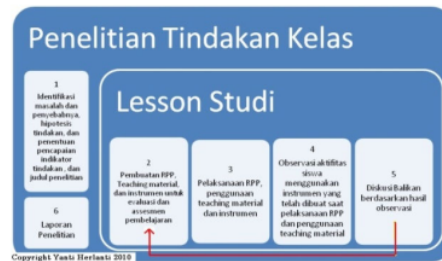 Penelitian Tindakan Kelas
1
Identifikasi
masalah dan
penyebabnya,
hipotesis
tindakan, dan
penentuan
pencapaian
indikator
tindakan, dan
judul penelitian
6
Laporan
Penelitian
Lesson Studi
2
Pembuatan RPP,
Teaching material,
dan instrumen untuk
evaluasi dan
assesmen
pembelajaran
3
Pelaksanaan RPP,
penggunaan
teaching material
dan instrumen
4
Observasi aktifitas
siswa
menggunakan
instrumen yang
telah dibuat saat
pelaksanaan RPP
dan penggunaan
teaching material
5
Diskusi Balikan
berdasarkan hasil
observasi
Copyright Yanti Herlanti 2010